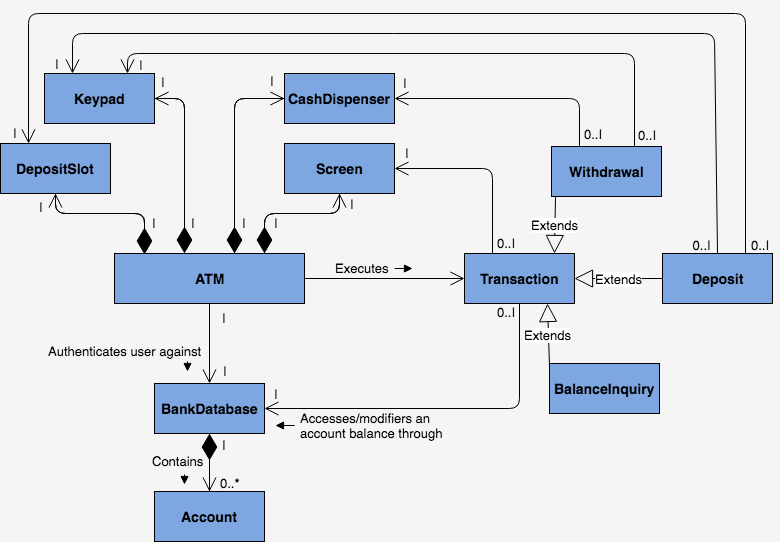 I
I
I
I
I
Keypad
CashDispenser
I
0..I
0..I
DepositSlot
Screen
I
Withdrawal
I
I
I
I
I
I
I
Extends
0..I
0..I
0..I
ATM
Executes
Transaction
Extends
Deposit
I
0..I
Extends
Authenticates user against
I
I
BankDatabase
BalanceInquiry
Accesses/modifiers an
account balance through
I
Contains
0..*
Account